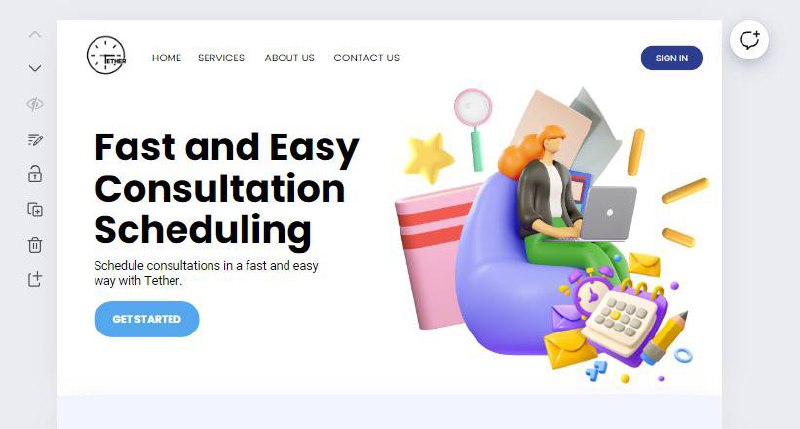 TETHER
HOME SERVICES ABOUT US CONTACT US SIGN IN
Fast and Easy
Consultation
Scheduling
Schedule consultations in a fast and easy
way with Tether.
GET STARTED